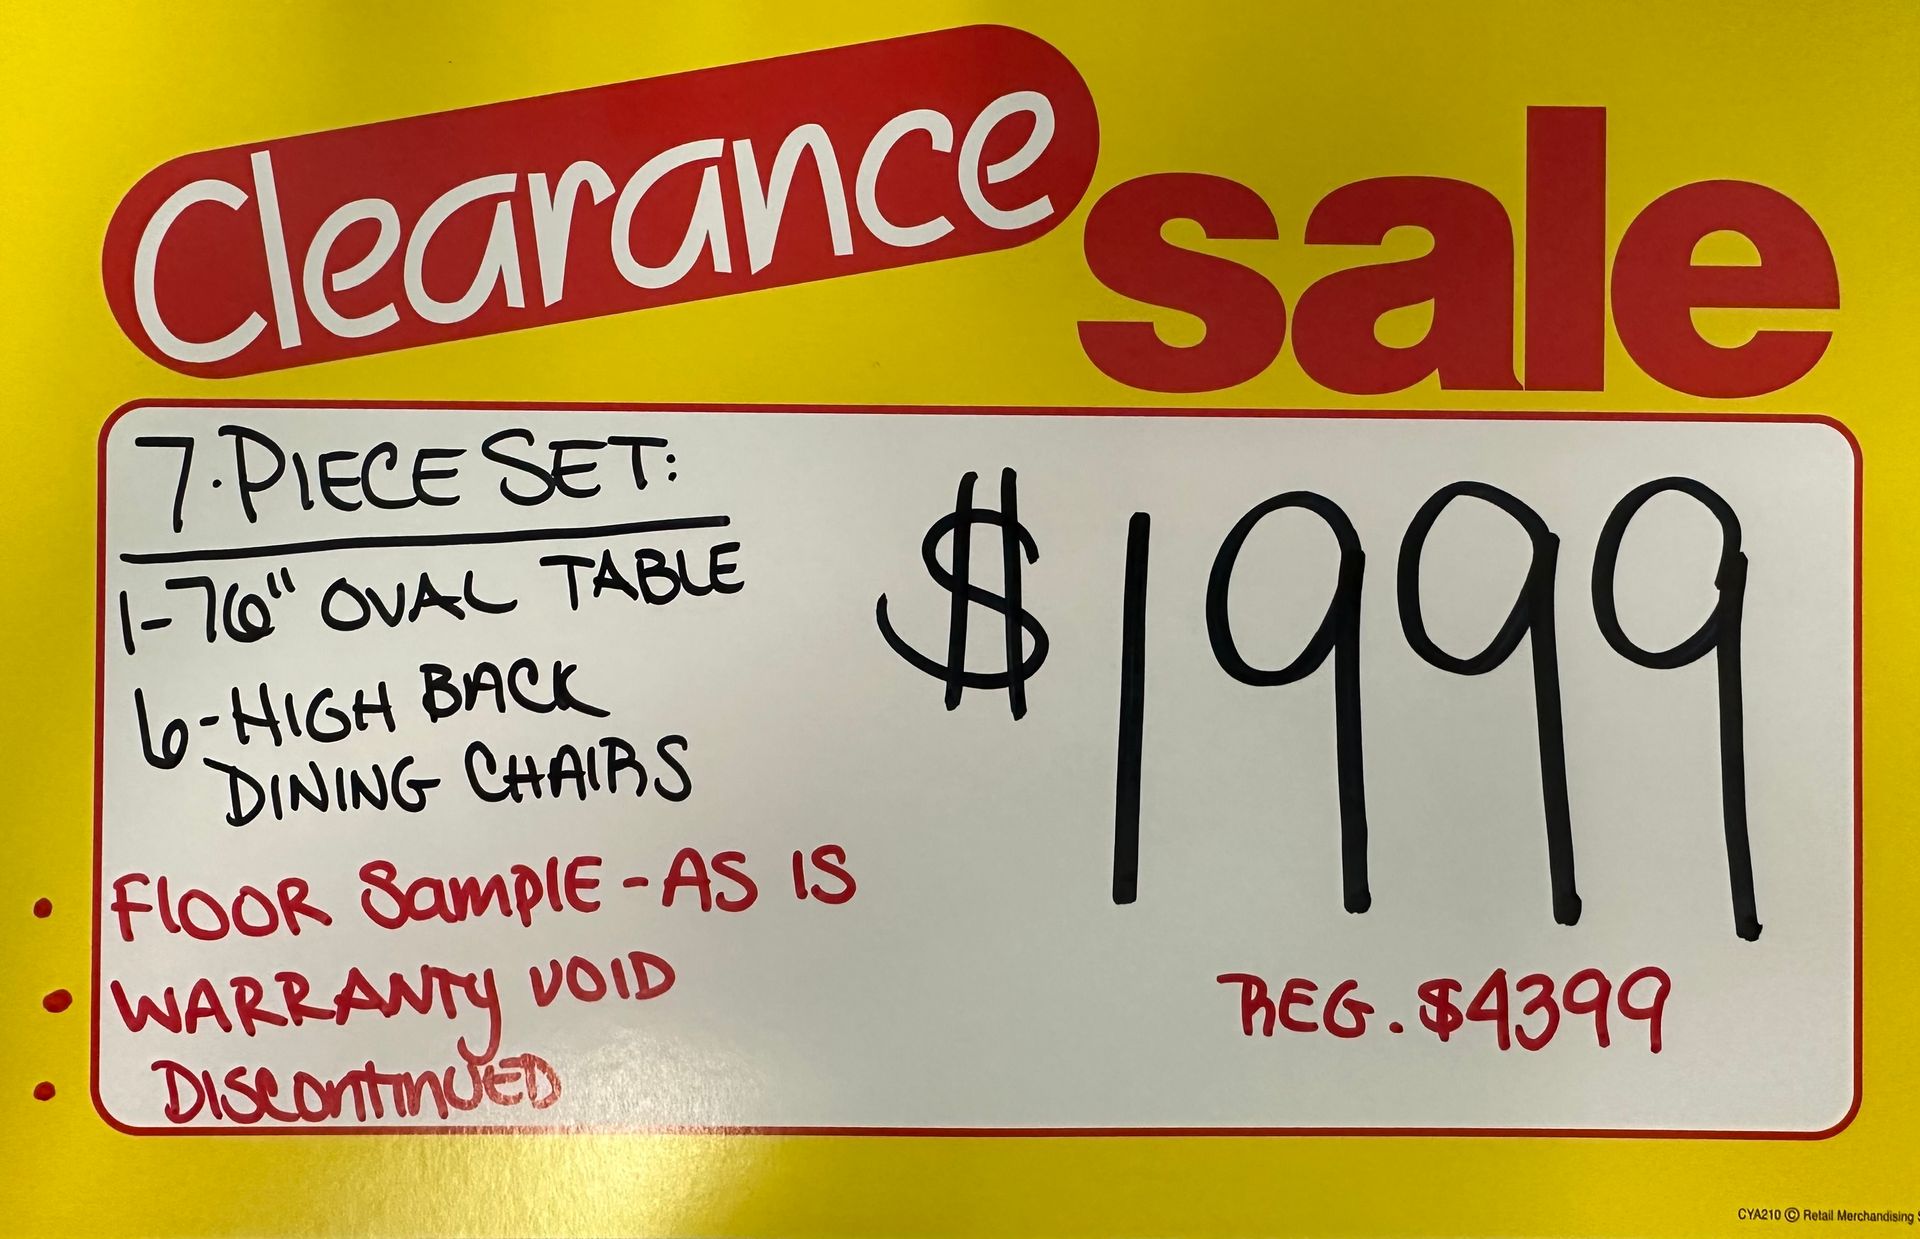 Clearance sale
7-PIECE SET:
1-76" OVAL TABLE
6-HIGH BACK
DINING CHAIRS
• FLOOR SAMPLE - AS IS
• WARRANTY VOID
• DISCONTINUED
$1999
REG. $4399
CYA210 © Retail Merchandising S